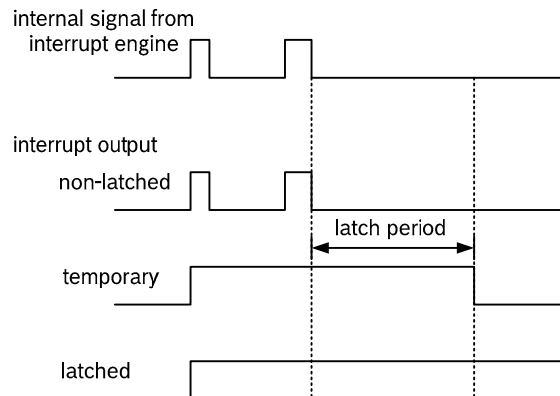 internal signal from
interrupt engine
interrupt output
non-latched
latch period
temporary
latched